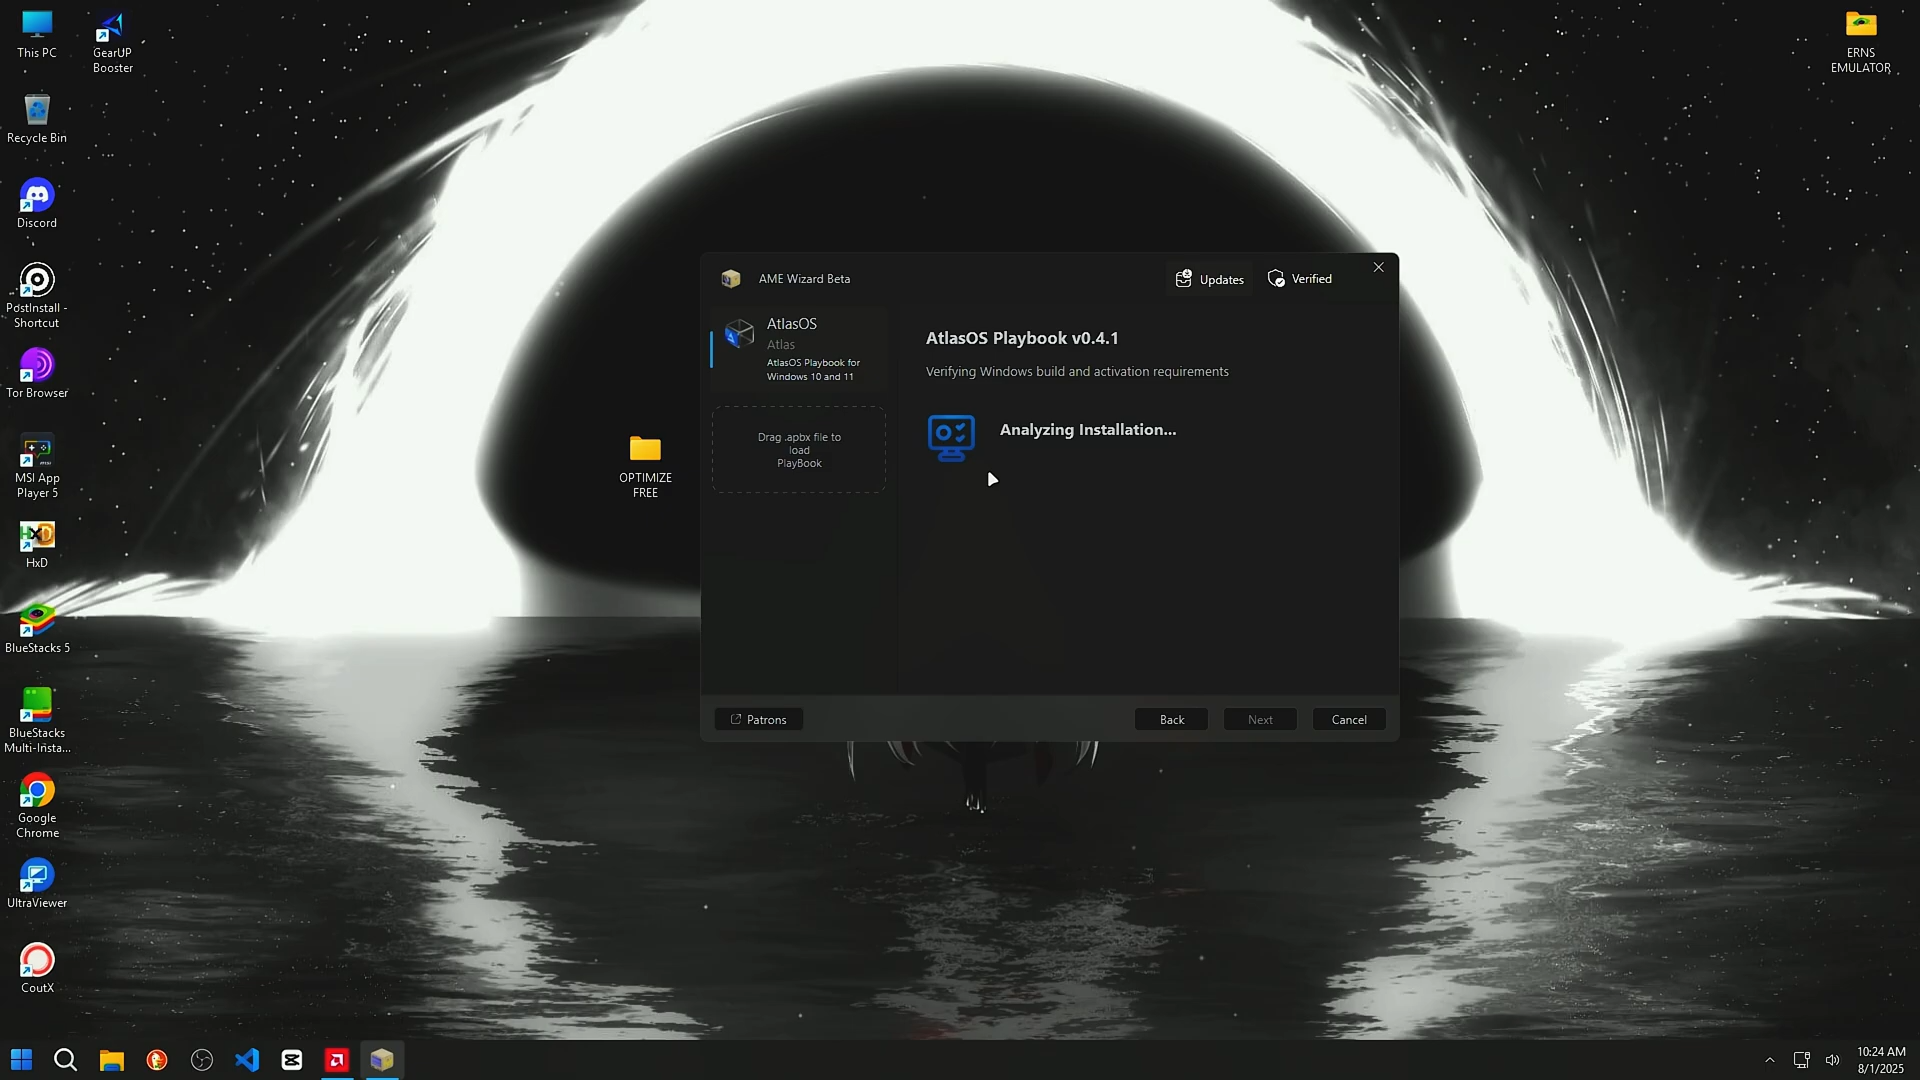 This PC
GearUP
Booster
Recycle Bin
Discord
PostInstall -
Shortcut
Tor Browser
MSI App
Player 5
HxD
BlueStacks 5
BlueStacks
Multi-Insta...
Google
Chrome
UltraViewer
CoutX
OPTIMIZE
FREE
ERNS
EMULATOR
AME Wizard Beta
Updates
Verified
AtlasOS
Atlas
AtlasOS Playbook for
Windows 10 and 11
Drag .apbx file to
load
PlayBook
AtlasOS Playbook v0.4.1
Verifying Windows build and activation requirements
Analyzing Installation...
Patrons
Back
Next
Cancel
10:24 AM
8/1/2025